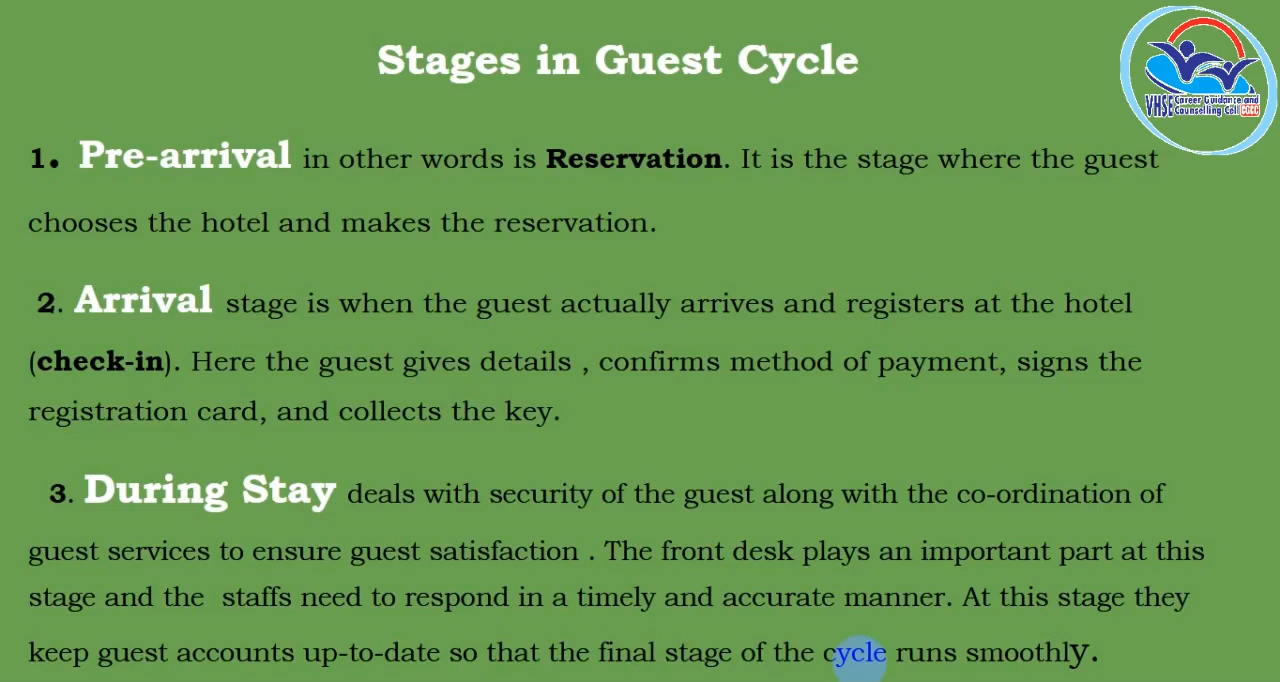 Stages in Guest Cycle
VHSE Career Guidance and
Counselling Cell CGCC
1. Pre-arrival in other words is Reservation. It is the stage where the guest
chooses the hotel and makes the reservation.
2. Arrival stage is when the guest actually arrives and registers at the hotel
(check-in). Here the guest gives details , confirms method of payment, signs the
registration card, and collects the key.
3. During Stay deals with security of the guest along with the co-ordination of
guest services to ensure guest satisfaction . The front desk plays an important part at this
stage and the staffs need to respond in a timely and accurate manner. At this stage they
keep guest accounts up-to-date so that the final stage of the cycle runs smoothly.